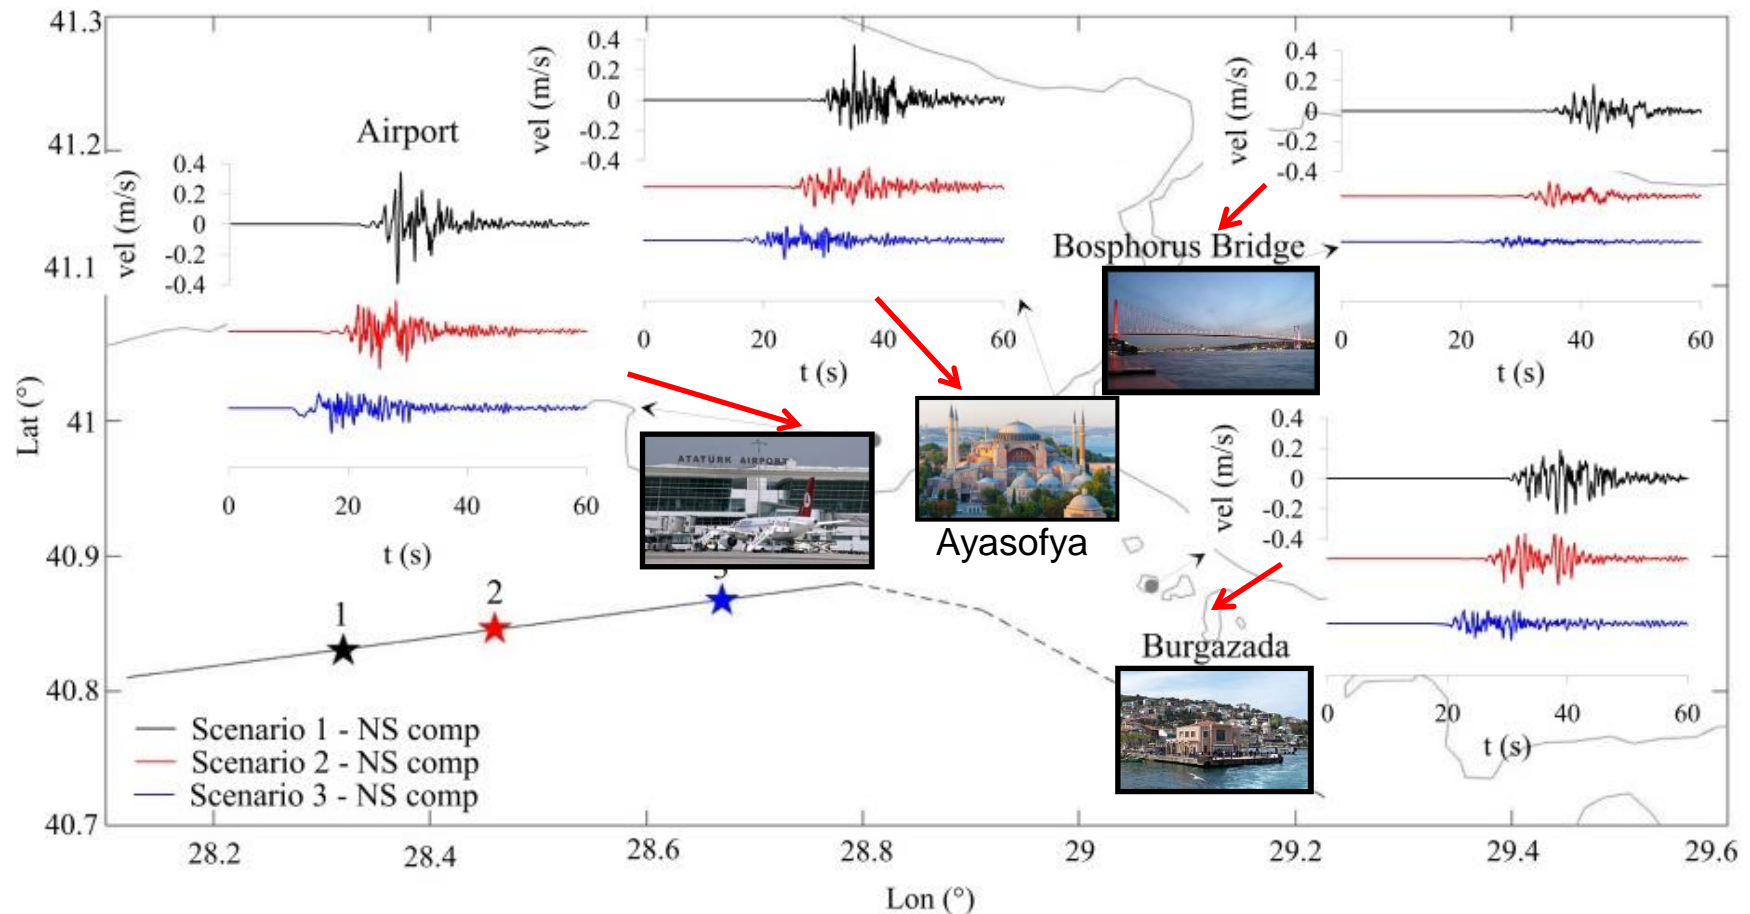 41.3
41.2
41.1
41
40.9
40.8
40.7
Lat (°)
28.2
28.4
28.6
28.8
29
29.2
29.4
29.6
Lon (°)
Airport
vel (m/s)
0.4
0.2
0
-0.2
-0.4
0
20
40
60
t (s)
vel (m/s)
0.4
0.2
0
-0.2
-0.4
0
20
40
60
t (s)
vel (m/s)
0.4
0.2
0
-0.2
-0.4
0
20
40
60
t (s)
Bosphorus Bridge
ATATURK AIRPORT
Ayasofya
vel (m/s)
0.4
0.2
0
-0.2
-0.4
0
20
40
60
t (s)
Burgazada
1
2
Scenario 1 - NS comp
Scenario 2 - NS comp
Scenario 3 - NS comp